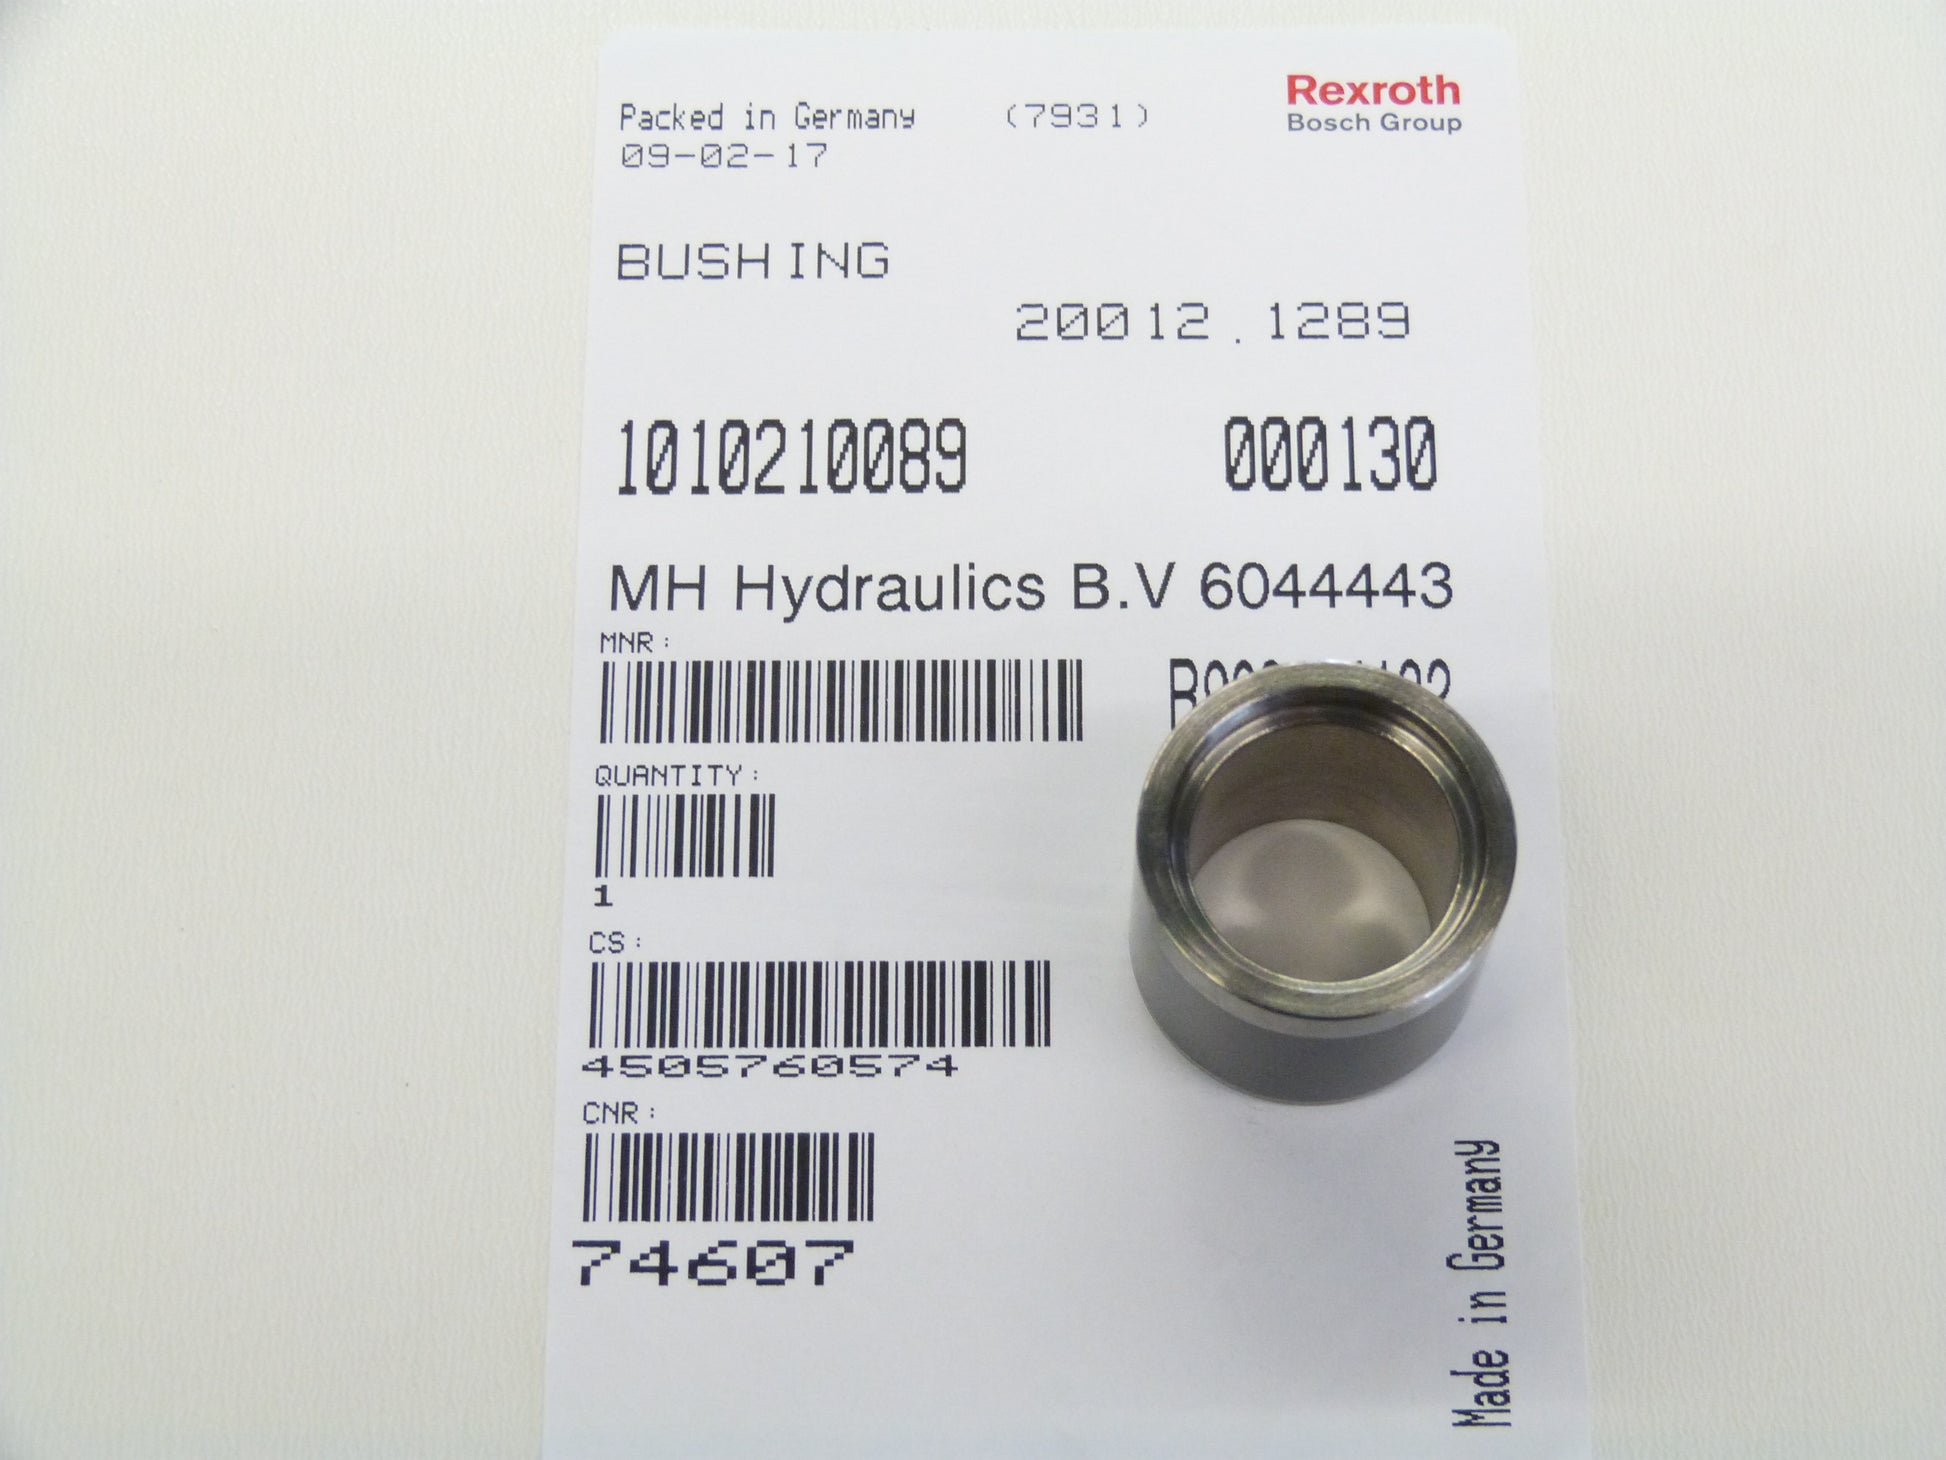 Rexroth
Bosch Group
Packed in Germany (7931)
09-02-17
BUSHING
20012.1289
1010210089 000130
MH Hydraulics B.V 6044443
MNR:
QUANTITY:
1
CS:
4505760574
CNR:
74607
Made in Germany